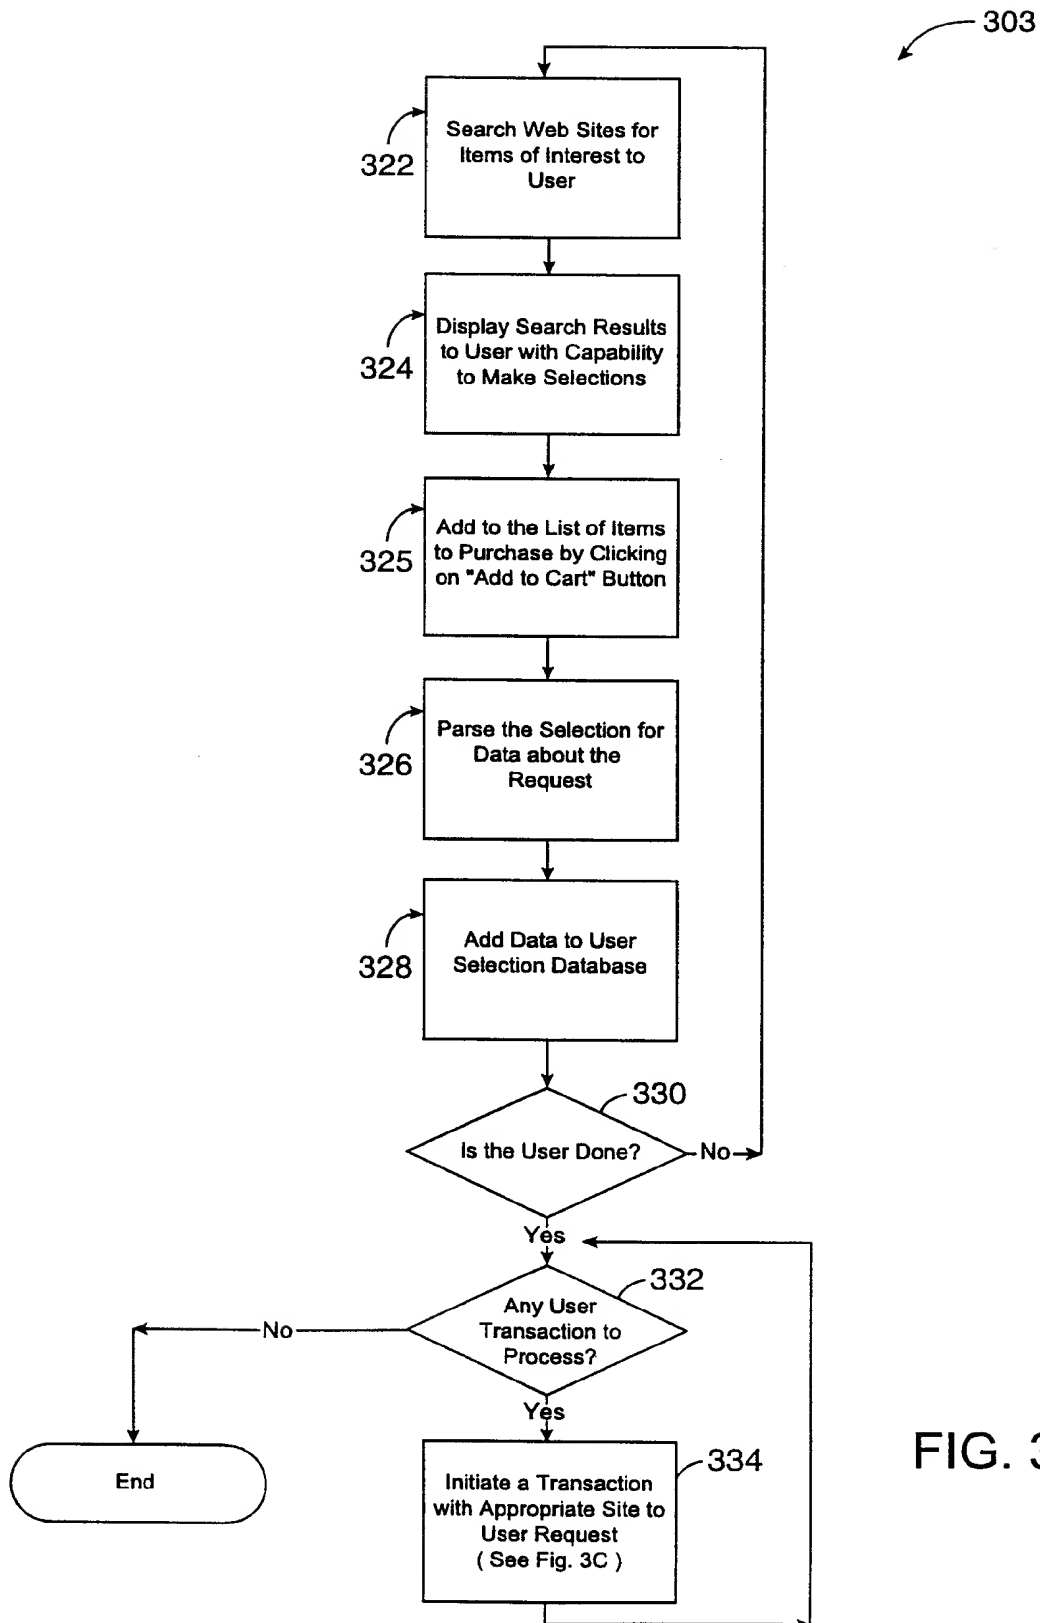 303
322
Search Web Sites for
Items of Interest to
User
324
Display Search Results
to User with Capability
to Make Selections
325
Add to the List of Items
to Purchase by Clicking
on "Add to Cart" Button
326
Parse the Selection for
Data about the
Request
328
Add Data to User
Selection Database
330
Is the User Done?
No
Yes
332
Any User
Transaction to
Process?
No
Yes
End
334
Initiate a Transaction
with Appropriate Site to
User Request
( See Fig. 3C )
FIG.